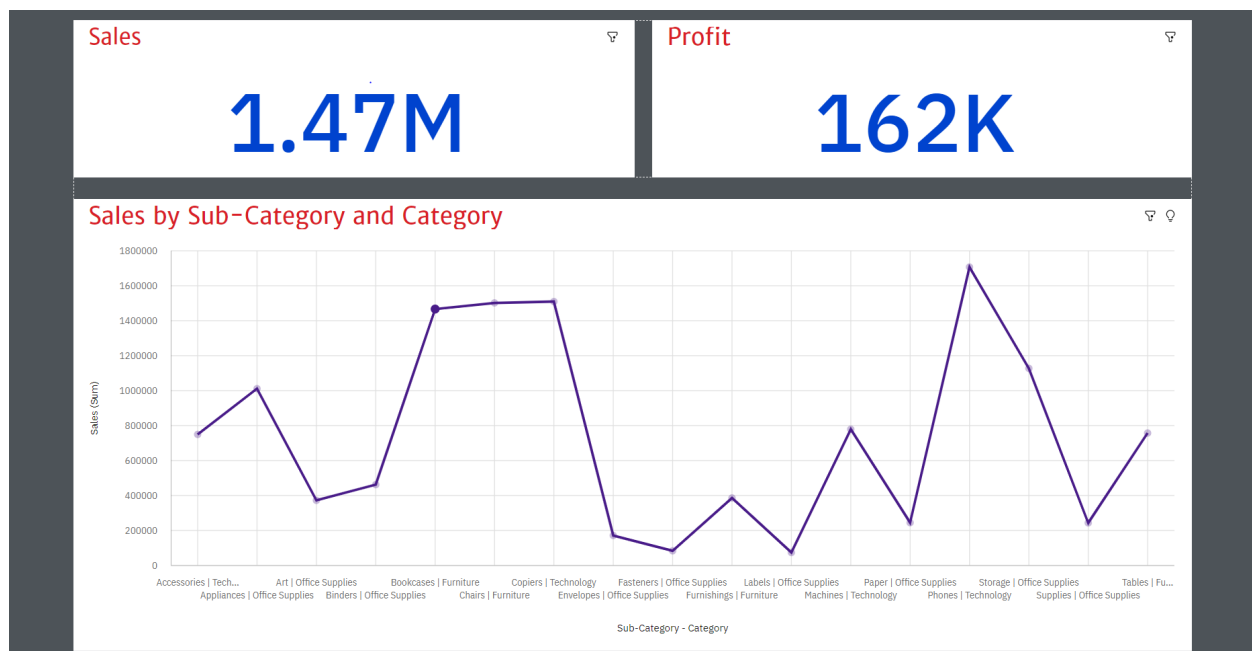 Sales
Profit
1.47M
162K
Sales by Sub-Category and Category
1800000
1600000
1400000
1200000
1000000
800000
600000
400000
200000
0
Sales (Sum)
Accessories | Tech... Art | Office Supplies Bookcases | Furniture Copiers | Technology Fasteners | Office Supplies Labels | Office Supplies Paper | Office Supplies Storage | Office Supplies Tables | Fu...
Appliances | Office Supplies Binders | Office Supplies Chairs | Furniture Envelopes | Office Supplies Furnishings | Furniture Machines | Technology Phones | Technology Supplies | Office Supplies
Sub-Category - Category